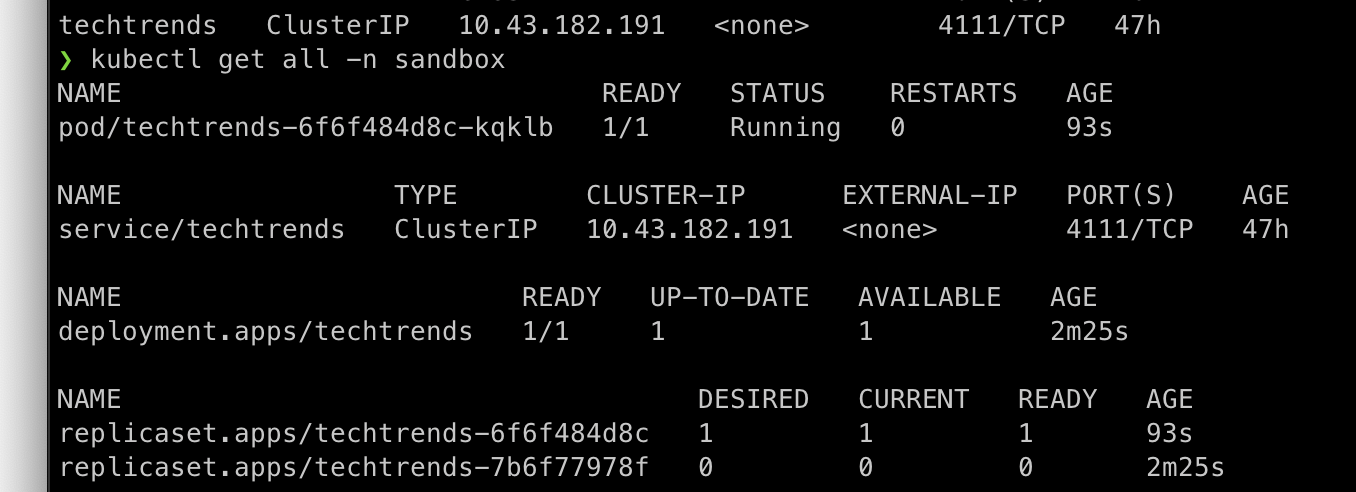 techtrends ClusterIP 10.43.182.191 <none> 4111/TCP 47h
❯ kubectl get all -n sandbox
NAME READY STATUS RESTARTS AGE
pod/techtrends-6f6f484d8c-kqklb 1/1 Running 0 93s
NAME TYPE CLUSTER-IP EXTERNAL-IP PORT(S) AGE
service/techtrends ClusterIP 10.43.182.191 <none> 4111/TCP 47h
NAME READY UP-TO-DATE AVAILABLE AGE
deployment.apps/techtrends 1/1 1 1 2m25s
NAME DESIRED CURRENT READY AGE
replicaset.apps/techtrends-6f6f484d8c 1 1 1 93s
replicaset.apps/techtrends-7b6f77978f 0 0 0 2m25s